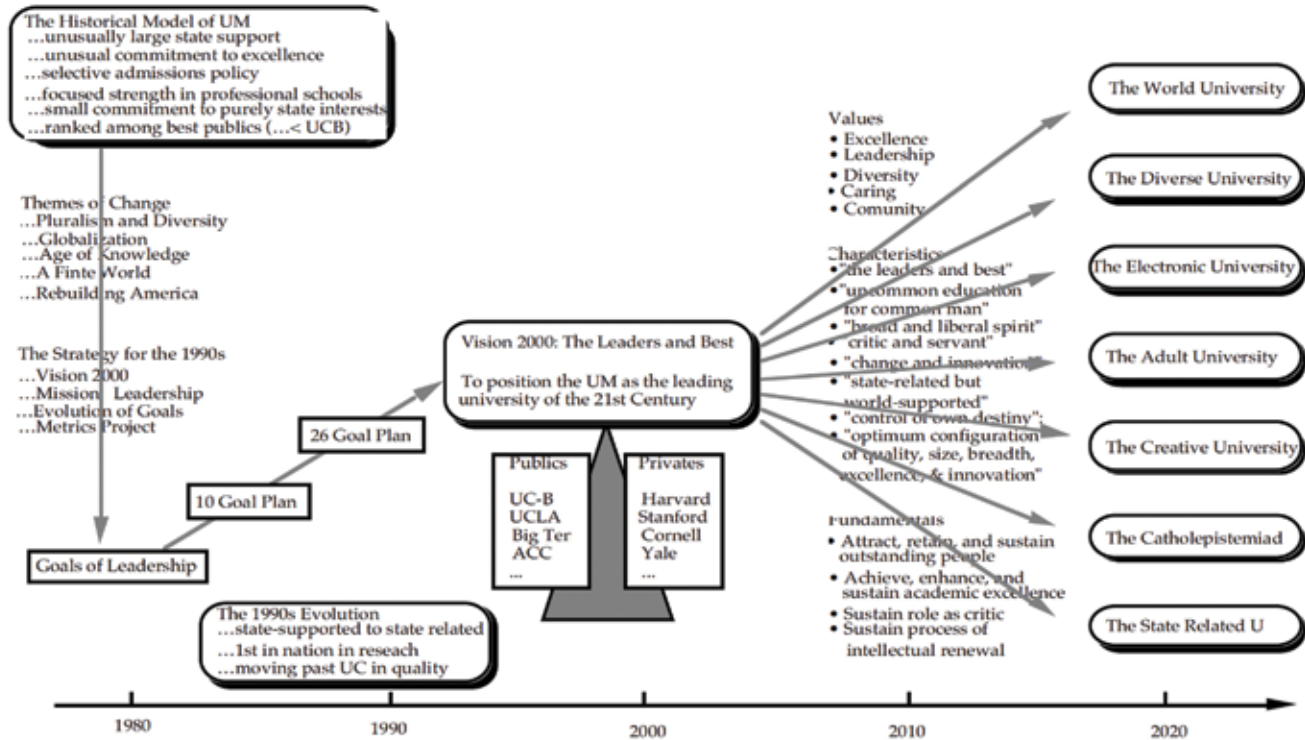 The Historical Model of UM
...unusually large state support
...unusual commitment to excellence
...selective admissions policy
...focused strength in professional schools
...small commitment to purely state interests
...ranked among best publics (...< UCB)
Themes of Change
...Pluralism and Diversity
...Globalization
...Age of Knowledge
...A Finte World
...Rebuilding America
The Strategy for the 1990s
...Vision 2000
...Mission Leadership
...Evolution of Goals
...Metrics Project
Goals of Leadership
10 Goal Plan
26 Goal Plan
The 1990s Evolution
...state-supported to state related
...1st in nation in reseach
...moving past UC in quality
Vision 2000: The Leaders and Best
To position the UM as the leading
university of the 21st Century
Publics
UC-B
UCLA
Big Ter
ACC
...
Privates
Harvard
Stanford
Cornell
Yale
...
Values
• Excellence
• Leadership
• Diversity
• Caring
• Comunity
Characteristics
• "the leaders and best"
• "uncommon education
for common man"
• "broad and liberal spirit"
• "critic and servant"
• "change and innovation"
• "state-related but
world-supported"
• "control of own destiny";
• "optimum configuration
of quality, size, breadth,
excellence, & innovation"
Fundamentals
• Attract, retain, and sustain
outstanding people
• Achieve, enhance, and
sustain academic excellence
• Sustain role as critic
• Sustain process of
intellectual renewal
The World University
The Diverse University
The Electronic University
The Adult University
The Creative University
The Catholepistemiad
The State Related U
1980
1990
2000
2010
2020